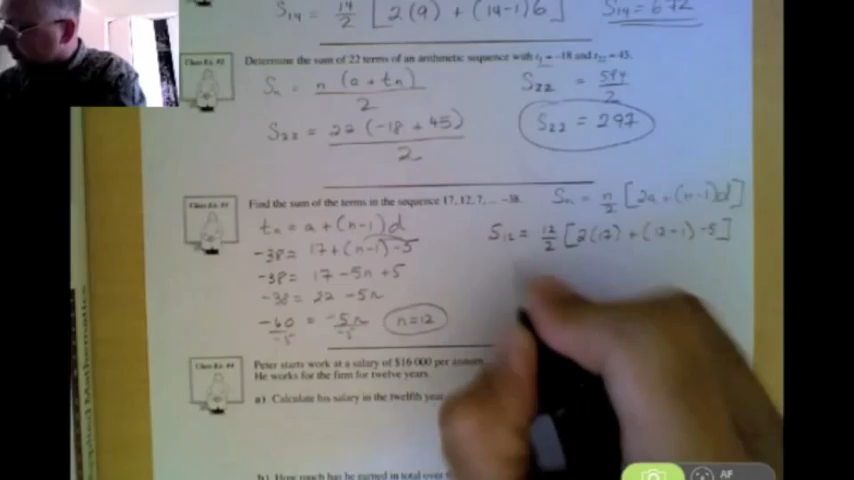 S₁₄ = 14/2 [2(9) + (14-1)6] S₁₄ = 672
Class Ex. #2
Determine the sum of 22 terms of an arithmetic sequence with t₁ = -18 and t₂₂ = 45.
Sₙ = n(a + tₙ)/2 S₂₂ = 594/2
S₂₂ = 22(-18 + 45)/2 S₂₂ = 297
Class Ex. #3
Find the sum of the terms in the sequence 17, 12, 7, ... -38. Sₙ = n/2 [2a + (n-1)d]
tₙ = a + (n-1)d S₁₂ = 12/2 [2(17) + (12-1) -5]
-38 = 17 + (n-1) -5
-38 = 17 - 5n + 5
-38 = 22 - 5n
-60/-5 = -5n/-5 n = 12
Class Ex. #4
Peter starts work at a salary of $16 000 per annum.
He works for the firm for twelve years.
a) Calculate his salary in the twelfth year
b) How much has he earned in total over
Applied Mathematics
AF